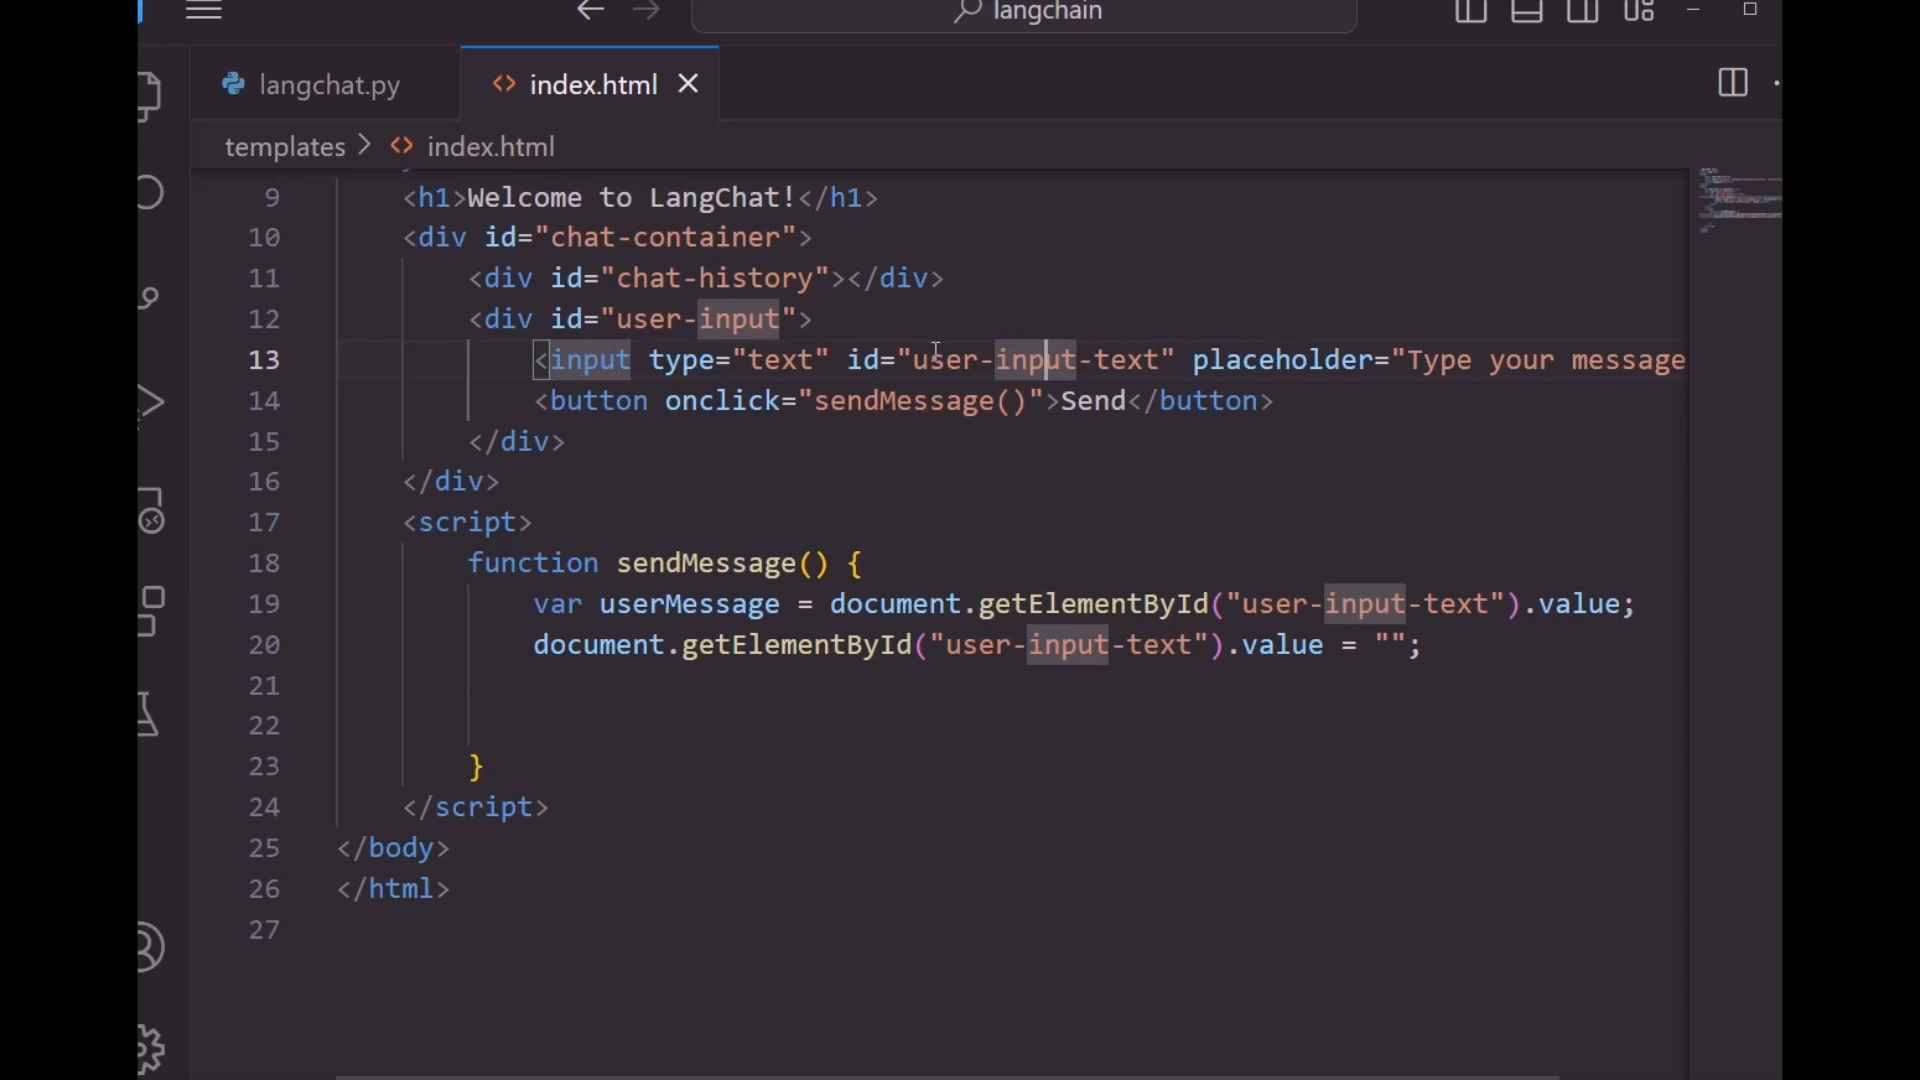 langchain
langchat.py
index.html
templates > index.html
9 <h1>Welcome to LangChat!</h1>
10 <div id="chat-container">
11 <div id="chat-history"></div>
12 <div id="user-input">
13 <input type="text" id="user-input-text" placeholder="Type your message
14 <button onclick="sendMessage()">Send</button>
15 </div>
16 </div>
17 <script>
18 function sendMessage() {
19 var userMessage = document.getElementById("user-input-text").value;
20 document.getElementById("user-input-text").value = "";
21
22
23 }
24 </script>
25 </body>
26 </html>
27